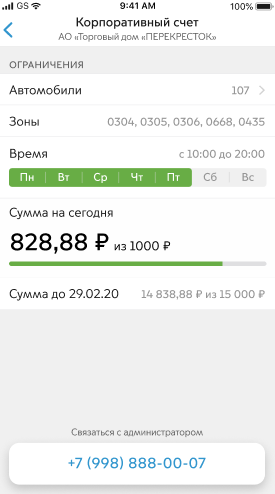 GS 9:41 AM 100%
Корпоративный счет
АО «Торговый дом «ПЕРЕКРЕСТОК»
ОГРАНИЧЕНИЯ
Автомобили 107
Зоны 0304, 0305, 0306, 0668, 0435
Время с 10:00 до 20:00
Пн Вт Ср Чт Пт Сб Вс
Сумма на сегодня
828,88 ₽ из 1000 ₽
Сумма до 29.02.20 14 838,88 ₽ из 15 000 ₽
Связаться с администратором
+7 (998) 888-00-07